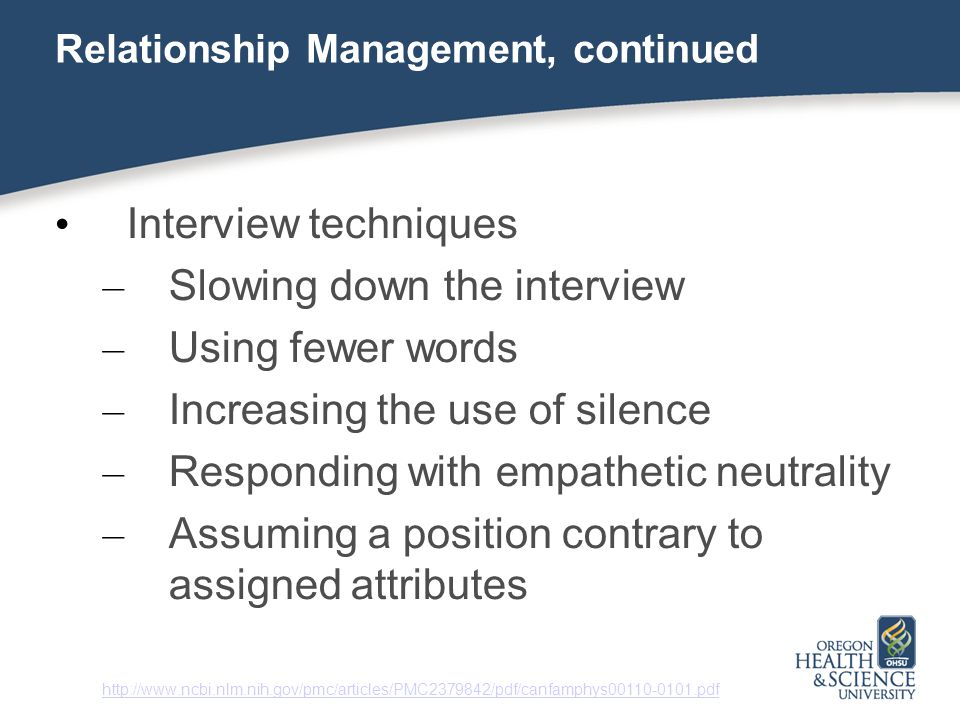 Relationship Management, continued
• Interview techniques
– Slowing down the interview
– Using fewer words
– Increasing the use of silence
– Responding with empathetic neutrality
– Assuming a position contrary to
assigned attributes
http://www.ncbi.nlm.nih.gov/pmc/articles/PMC2379842/pdf/canfamphys00110-0101.pdf
OREGON
HEALTH
& SCIENCE
UNIVERSITY
OHSU